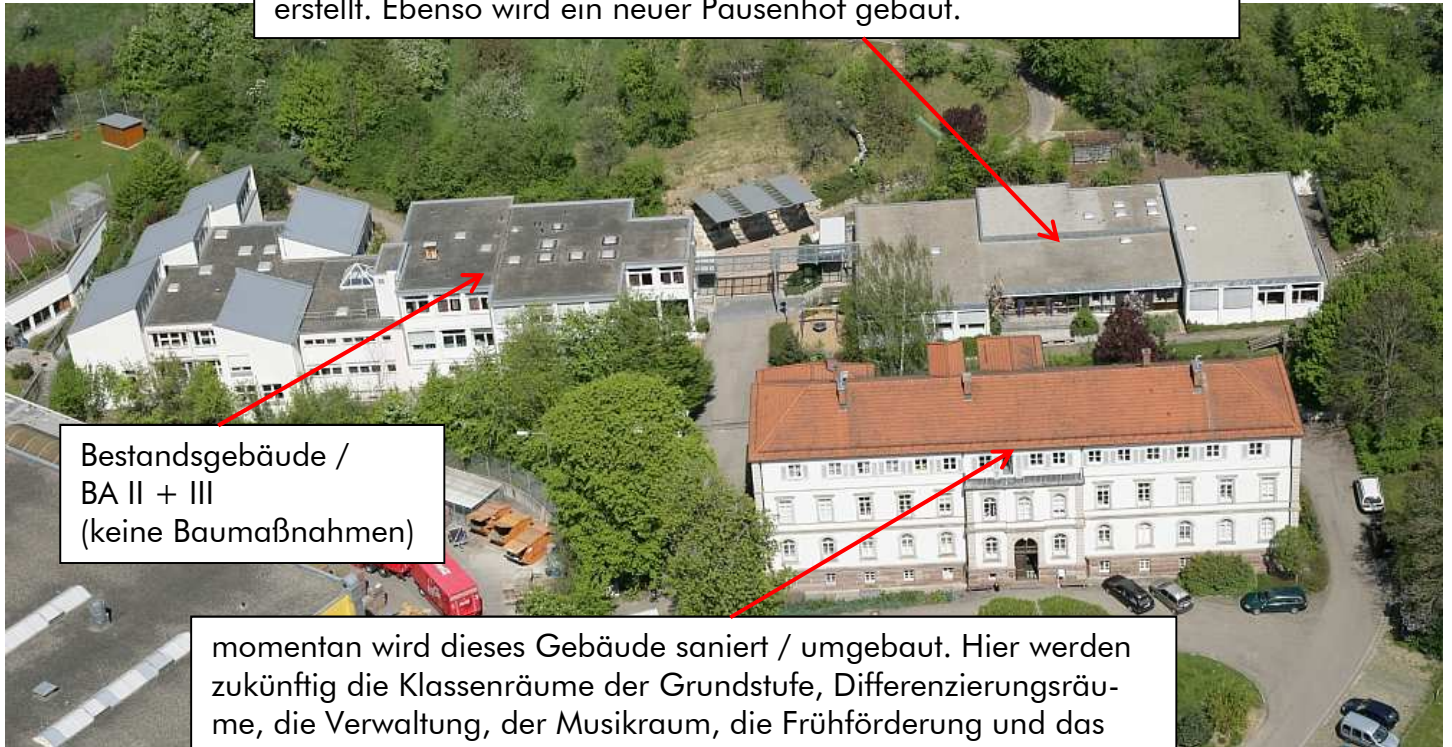 erstellt. Ebenso wird ein neuer Pausenhof gebaut.
Bestandsgebäude /
BA II + III
(keine Baumaßnahmen)
momentan wird dieses Gebäude saniert / umgebaut. Hier werden
zukünftig die Klassenräume der Grundstufe, Differenzierungsräu-
me, die Verwaltung, der Musikraum, die Frühförderung und das